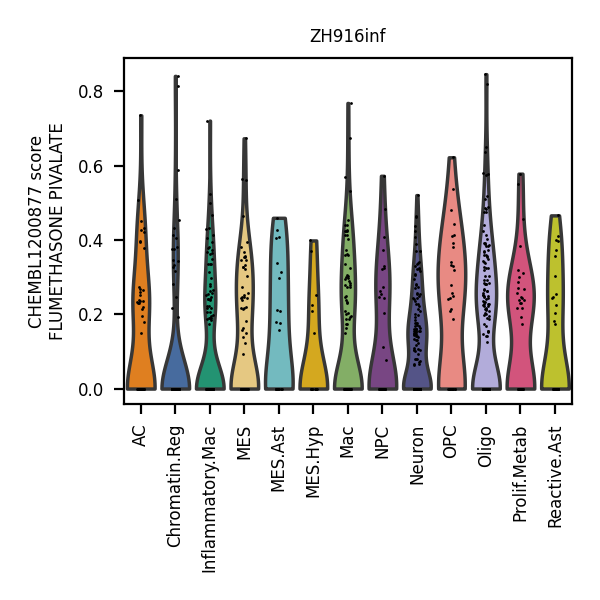 ZH916inf
CHEMBL1200877 score
FLUMETHASONE PIVALATE
0.8
0.6
0.4
0.2
0.0
AC
Chromatin.Reg
Inflammatory.Mac
MES
MES.Ast
MES.Hyp
Mac
NPC
Neuron
OPC
Oligo
Prolif.Metab
Reactive.Ast